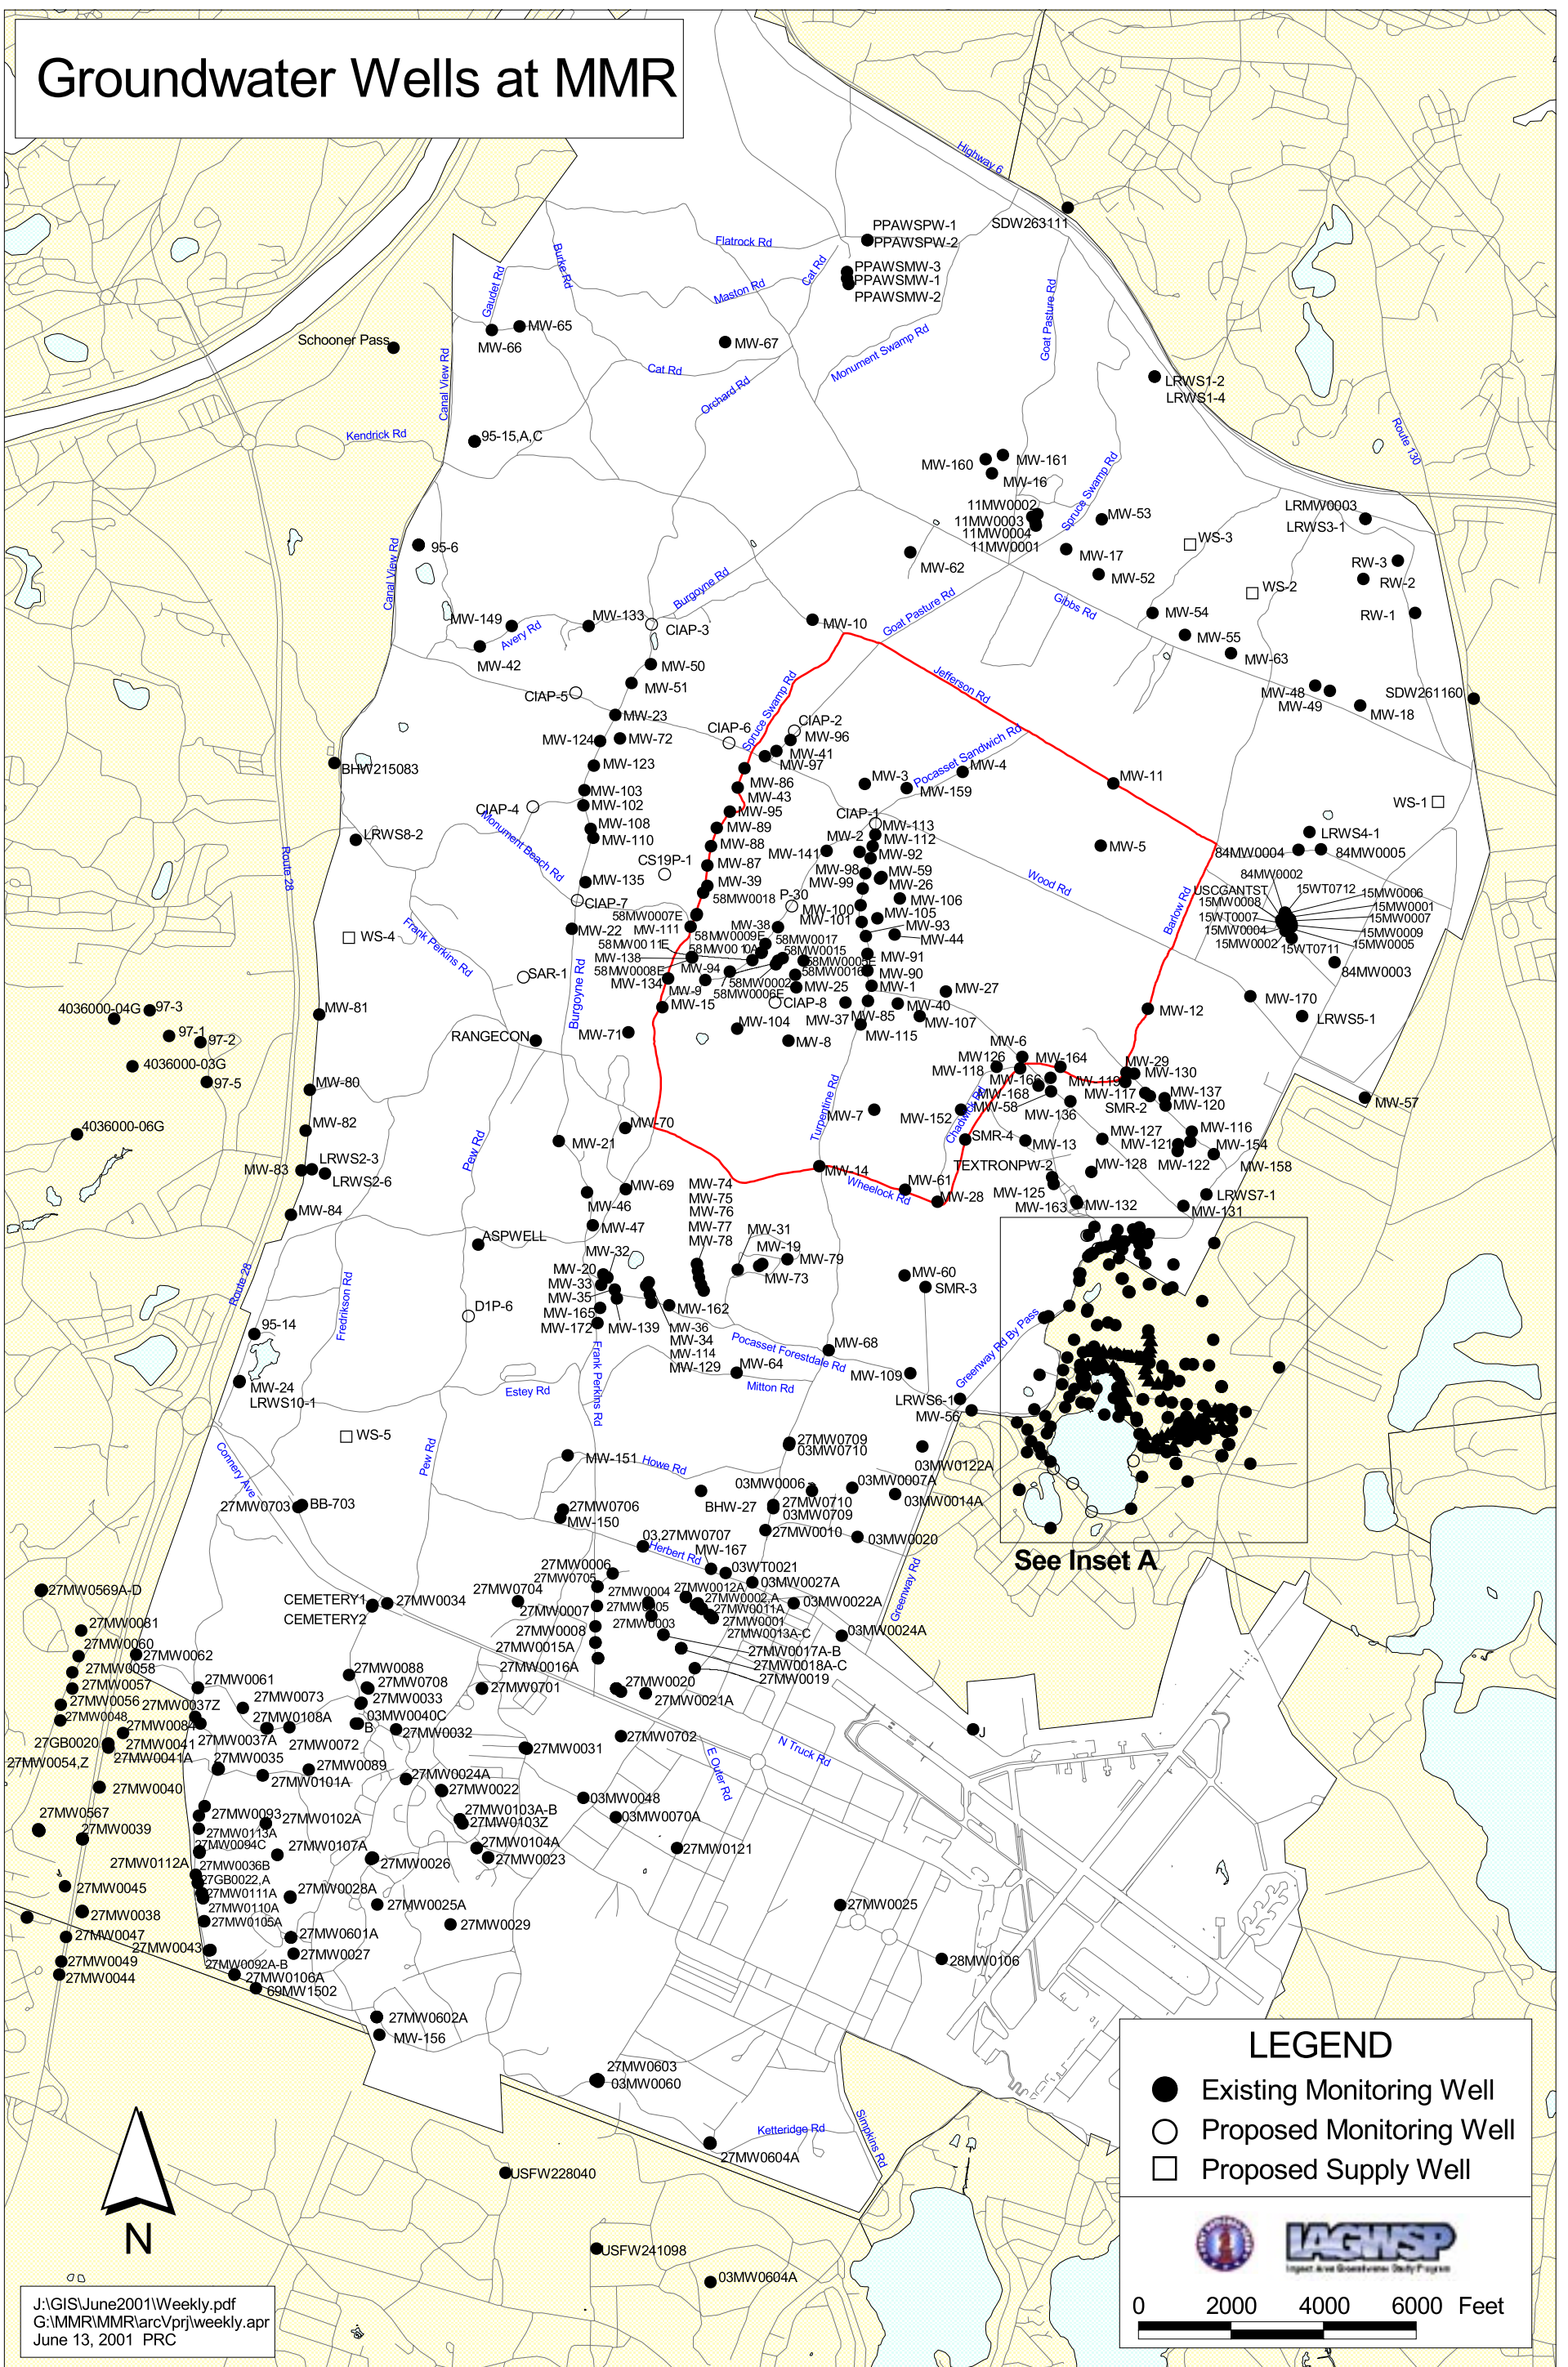 Groundwater Wells at MMR
Highway 6
SDW263111
PPAWSPW-1
PPAWSPW-2
Flatrock Rd
Burke Rd
Gaudet Rd
Cat Rd
Maston Rd
PPAWSMW-3
PPAWSMW-1
PPAWSMW-2
Goat Pasture Rd
Monument Swamp Rd
MW-65
MW-66
Schooner Pass
MW-67
Canal View Rd
Cat Rd
Orchard Rd
LRWS1-2
LRWS1-4
Route 130
Kendrick Rd
95-15,A,C
MW-160
MW-161
MW-16
Spruce Swamp Rd
11MW0002
11MW0003
11MW0004
11MW0001
MW-53
LRMW0003
LRWS3-1
WS-3
95-6
Canal View Rd
MW-62
MW-17
MW-52
RW-3
RW-2
WS-2
RW-1
Burgoyne Rd
Goat Pasture Rd
Gibbs Rd
MW-54
MW-149
MW-133
CIAP-3
Avery Rd
MW-42
MW-10
MW-55
MW-63
MW-50
MW-51
CIAP-5
Spruce Swamp Rd
Jefferson Rd
MW-48
MW-49
MW-18
SDW261160
MW-23
CIAP-6
CIAP-2
MW-96
MW-124
MW-72
MW-41
MW-97
Pocasset Sandwich Rd
BHW215083
MW-123
MW-86
MW-43
MW-3
MW-4
MW-159
MW-11
MW-103
MW-102
CIAP-4
MW-95
WS-1
Monument Beach Rd
MW-108
MW-110
MW-89
MW-88
CIAP-1
MW-113
MW-2
MW-112
MW-141
MW-92
MW-5
LRWS8-2
LRWS4-1
84MW0004
84MW0005
Route 28
CS19P-1
MW-87
MW-98
MW-59
MW-99
MW-26
Wood Rd
84MW0002
MW-135
MW-39
58MW0018
P-30
MW-106
USCGANTST
15WT0712
15MW0006
15MW0008
15MW0001
CIAP-7
58MW0007E
MW-100
MW-101
MW-105
Barlow Rd
15WT0007
15MW0007
15MW0004
15MW0009
15MW0002
15WT0711
15MW0005
MW-22
MW-111
MW-38
MW-93
MW-44
Frank Perkins Rd
WS-4
58MW0009E
58MW0017
58MW0015
MW-138
MW-91
58MW0008E
MW-94
58MW0002
58MW0005E
58MW0016
MW-90
84MW0003
SAR-1
MW-134
MW-9
58MW0006E
MW-25
MW-1
MW-27
MW-170
Burgoyne Rd
MW-15
CIAP-8
MW-40
MW-12
LRWS5-1
4036000-04G
97-3
MW-81
MW-37
MW-85
MW-107
97-1
97-2
RANGECON
MW-71
MW-104
MW-8
MW-115
4036000-03G
97-5
MW-6
MW126
MW-118
MW-164
MW-29
MW-130
MW-80
MW-166
MW-119
MW-168
MW-117
MW-137
SMR-2
MW-120
MW-57
Turpentine Rd
MW-7
MW-152
MW-58
MW-136
Chadwick Rd
4036000-06G
MW-82
MW-70
MW-21
SMR-4
MW-13
MW-127
MW-116
MW-121
MW-154
MW-122
MW-158
Pew Rd
MW-83
LRWS2-3
LRWS2-6
MW-14
TEXTRONPW-2
MW-128
MW-61
Wheelock Rd
MW-28
MW-125
MW-163
MW-132
LRWS7-1
MW-131
MW-69
MW-46
MW-84
MW-74
MW-75
MW-76
MW-77
MW-78
MW-47
ASPWELL
MW-31
MW-19
MW-79
MW-73
MW-32
MW-20
MW-33
MW-35
MW-165
MW-172
MW-139
MW-162
MW-36
MW-34
MW-114
MW-129
MW-60
SMR-3
Route 28
Fredrikson Rd
D1P-6
95-14
Greenway Rd By Pass
Pocasset Forestdale Rd
MW-68
MW-64
MW-109
Frank Perkins Rd
Mitton Rd
Estey Rd
MW-24
LRWS10-1
LRWS6-1
MW-56
WS-5
Connery Ave
Pew Rd
MW-151
Howe Rd
27MW0709
03MW0710
03MW0122A
03MW0006
03MW0007A
03MW0014A
27MW0703
BB-703
BHW-27
27MW0710
03MW0709
27MW0706
MW-150
27MW0010
03MW0020
See Inset A
03,27MW0707
Herbert Rd
MW-167
03WT0021
Greenway Rd
27MW0006
27MW0705
03MW0027A
27MW0569A-D
CEMETERY1
CEMETERY2
27MW0034
27MW0704
27MW0004
27MW0012A
27MW0002,A
27MW0011A
03MW0022A
27MW0007
27MW0003
27MW0001
27MW0013A-C
27MW0081
27MW0008
03MW0024A
27MW0060
27MW0062
27MW0015A
27MW0017A-B
27MW0058
27MW0016A
27MW0018A-C
27MW0057
27MW0061
27MW0088
27MW0708
27MW0701
27MW0020
27MW0019
27MW0021A
27MW0056
27MW0037Z
27MW0073
27MW0033
27MW0048
27MW0084
27MW0108A
03MW0040C
B
27MW0032
J
27GB0020
27MW0041
27MW0037A
27MW0072
27MW0702
N Truck Rd
27MW0054,Z
27MW0041A
27MW0035
27MW0089
27MW0031
E Outer Rd
27MW0040
27MW0101A
27MW0024A
27MW0022
03MW0048
27MW0567
27MW0093
27MW0102A
27MW0103A-B
27MW0103Z
03MW0070A
27MW0039
27MW0113A
27MW0094C
27MW0107A
27MW0104A
27MW0023
27MW0121
27MW0112A
27MW0036B
27MW0026
27GB0022,A
27MW0045
27MW0111A
27MW0028A
27MW0025A
27MW0025
27MW0038
27MW0110A
27MW0105A
27MW0029
27MW0047
27MW0601A
27MW0043
27MW0027
27MW0049
27MW0092A-B
28MW0106
27MW0044
27MW0106A
69MW1502
27MW0602A
MW-156
27MW0603
03MW0060
Ketteridge Rd
Simpkins Rd
27MW0604A
USFW228040
USFW241098
03MW0604A
N
LEGEND
Existing Monitoring Well
Proposed Monitoring Well
Proposed Supply Well
IAGWSP
Impact Area Groundwater Study Program
0 2000 4000 6000 Feet
J:\GIS\June2001\Weekly.pdf
G:\MMR\MMR\arcVprj\weekly.apr
June 13, 2001 PRC